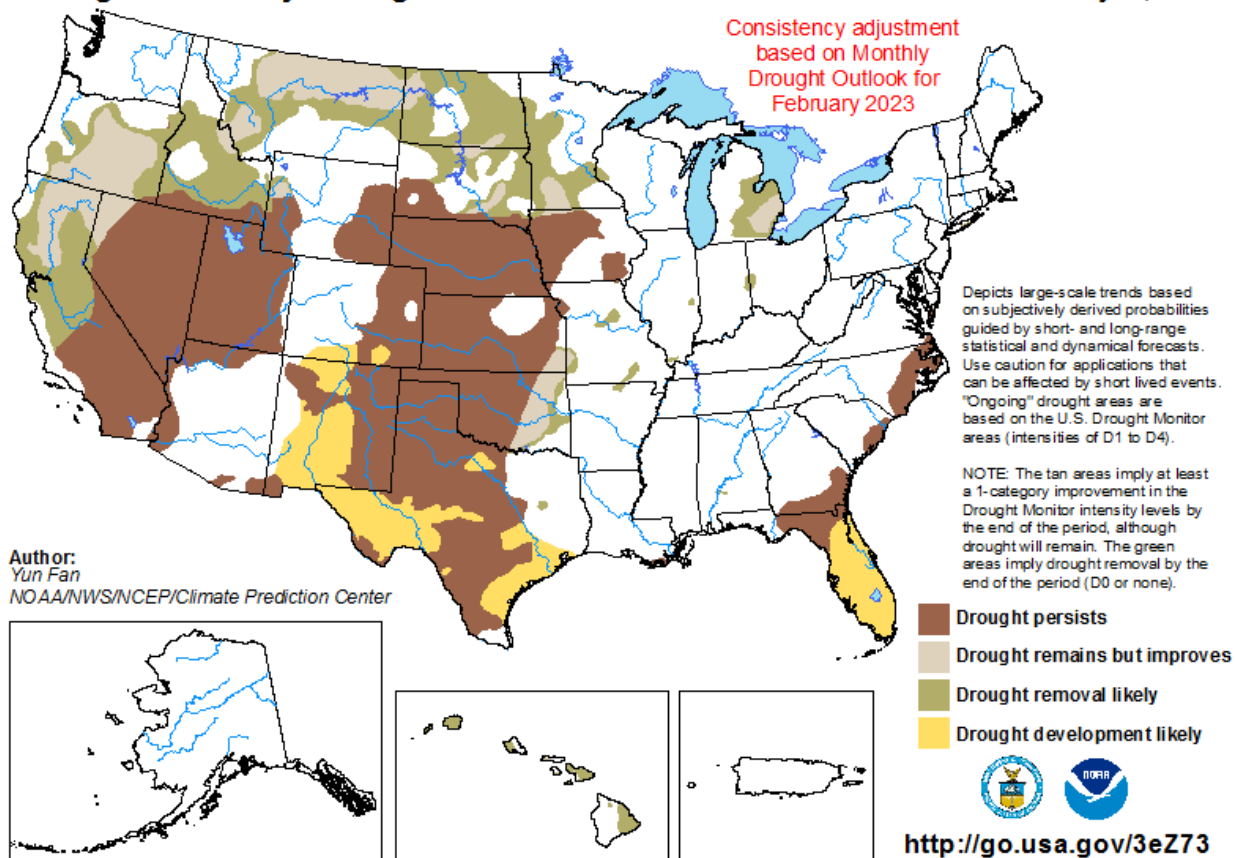 Consistency adjustment
based on Monthly
Drought Outlook for
February 2023
Depicts large-scale trends based
on subjectively derived probabilities
guided by short- and long-range
statistical and dynamical forecasts.
Use caution for applications that
can be affected by short lived events.
"Ongoing" drought areas are
based on the U.S. Drought Monitor
areas (intensities of D1 to D4).
NOTE: The tan areas imply at least
a 1-category improvement in the
Drought Monitor intensity levels by
the end of the period, although
drought will remain. The green
areas imply drought removal by the
end of the period (D0 or none).
Author:
Yun Fan
NOAA/NWS/NCEP/Climate Prediction Center
Drought persists
Drought remains but improves
Drought removal likely
Drought development likely
NOAA
http://go.usa.gov/3eZ73